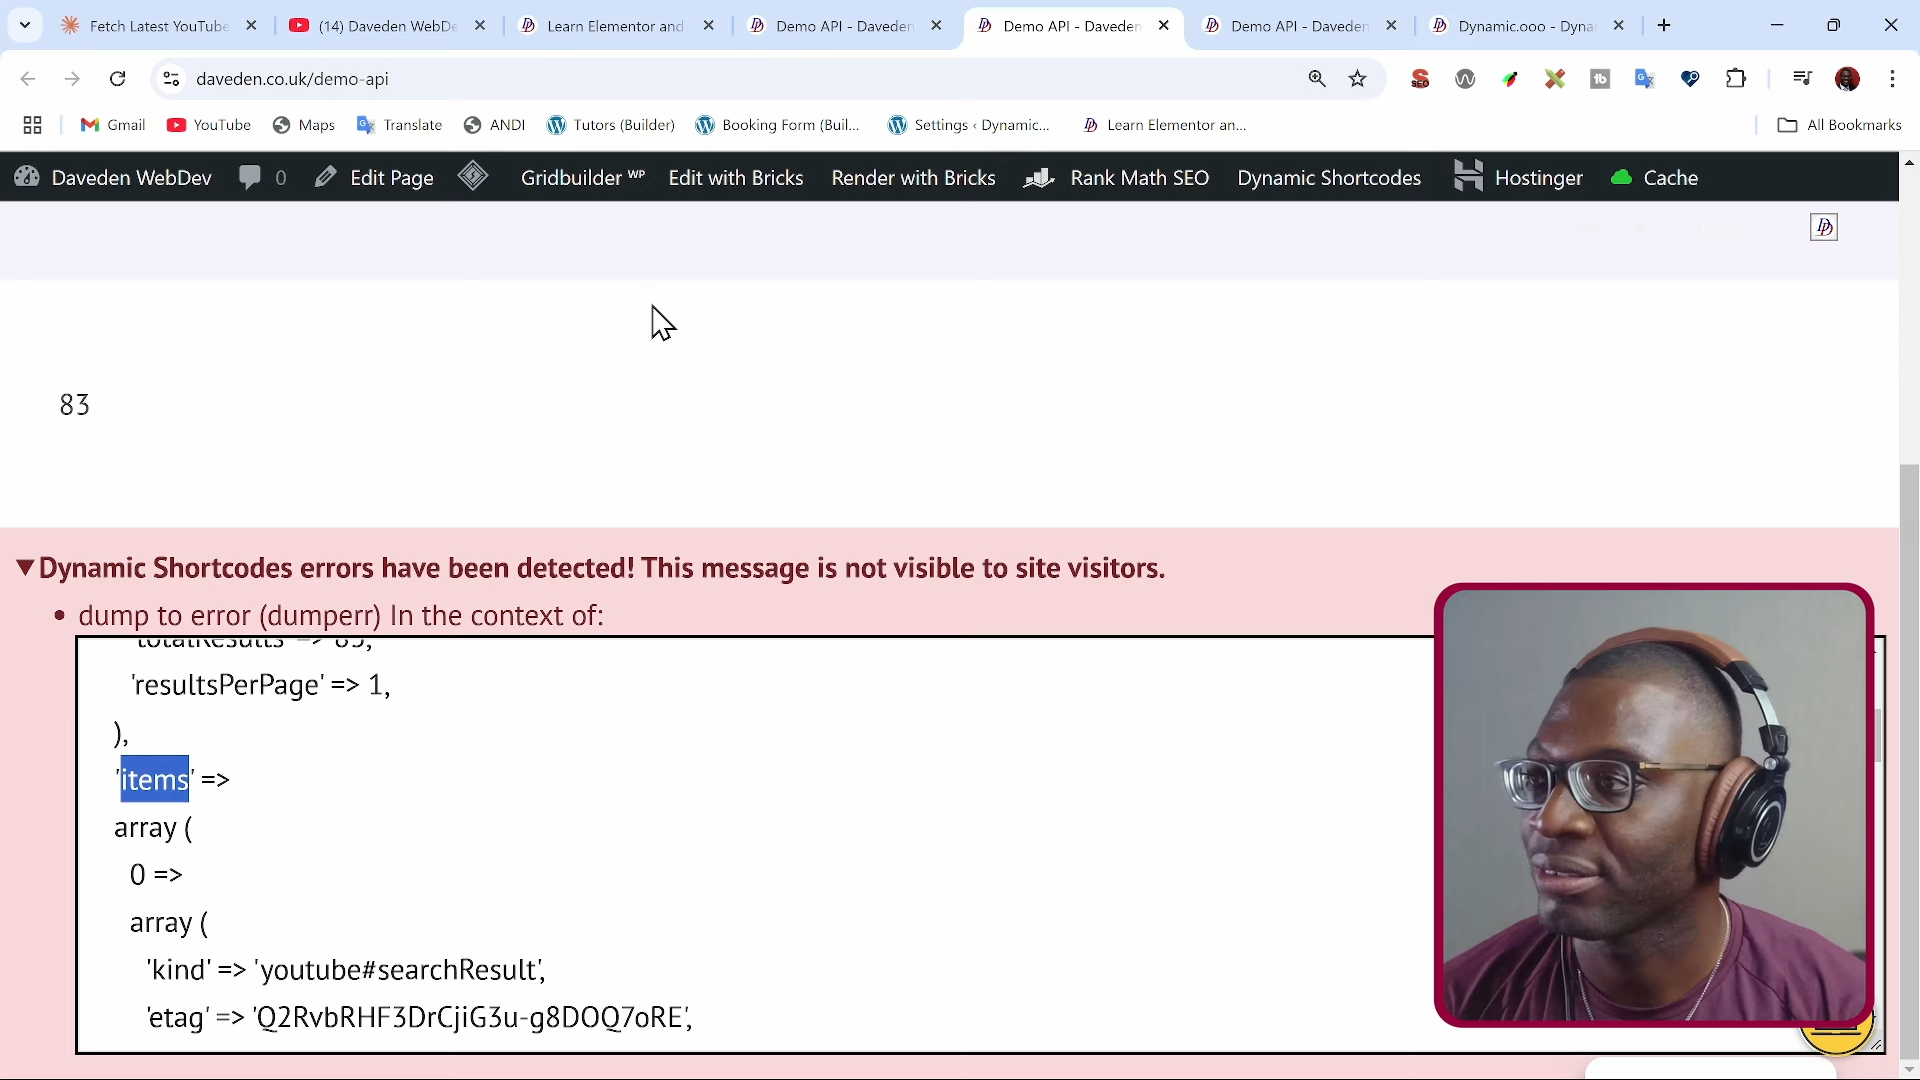 Fetch Latest YouTube
(14) Daveden WebDe
Learn Elementor and
Demo API - Daveden
Demo API - Daveden
Demo API - Daveden
Dynamic.ooo - Dyna
daveden.co.uk/demo-api
SEO
tb
Gmail
YouTube
Maps
Translate
ANDI
Tutors (Builder)
Booking Form (Buil...
Settings ‹ Dynamic...
Learn Elementor an...
All Bookmarks
Daveden WebDev
0
Edit Page
Gridbuilder WP
Edit with Bricks
Render with Bricks
Rank Math SEO
Dynamic Shortcodes
Hostinger
Cache
83
▼Dynamic Shortcodes errors have been detected! This message is not visible to site visitors.
• dump to error (dumperr) In the context of:
'totalResults' => 83,
'resultsPerPage' => 1,
),
'items' =>
array (
0 =>
array (
'kind' => 'youtube#searchResult',
'etag' => 'Q2RvbRHF3DrCjiG3u-g8DOQ7oRE',